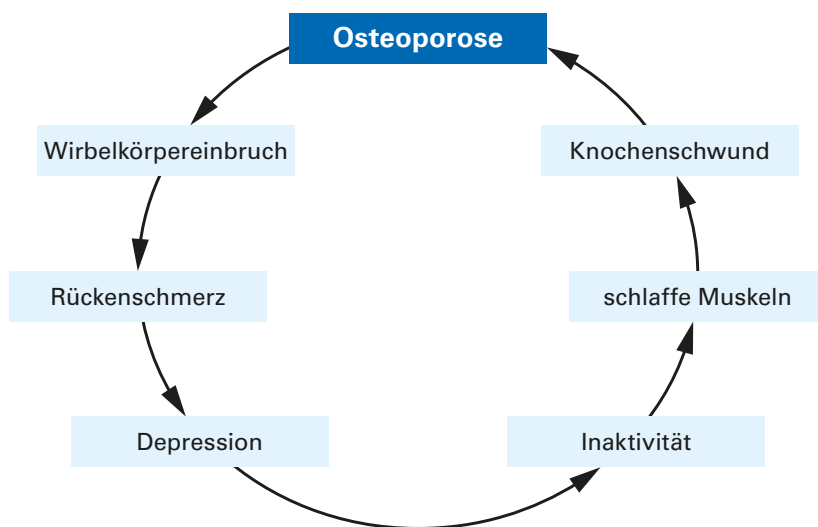 Osteoporose
Wirbelkörpereinbruch
Knochenschwund
Rückenschmerz
schlaffe Muskeln
Depression
Inaktivität